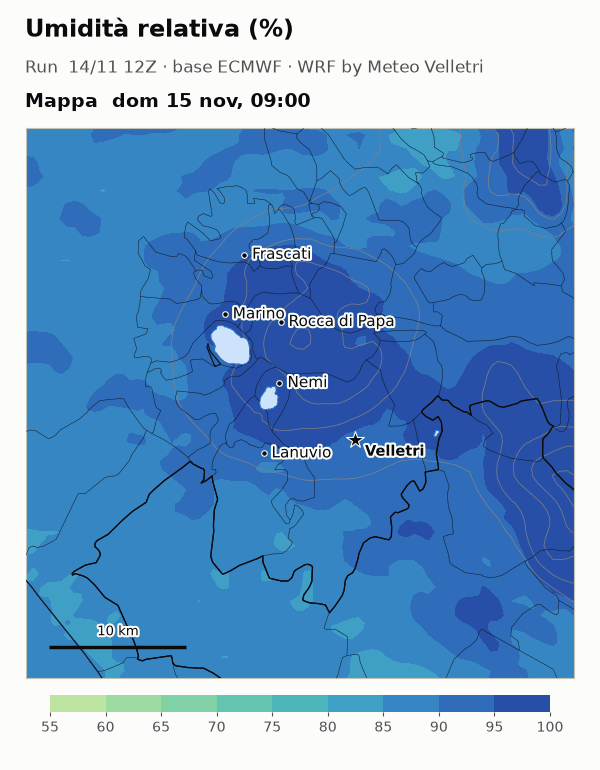 Umidità relativa (%)
Run  14/11 12Z · base ECMWF · WRF by Meteo Velletri
Mappa  dom 15 nov, 09:00
Frascati
Marino
Rocca di Papa
Nemi
Lanuvio
Velletri
10 km
55 60 65 70 75 80 85 90 95 100